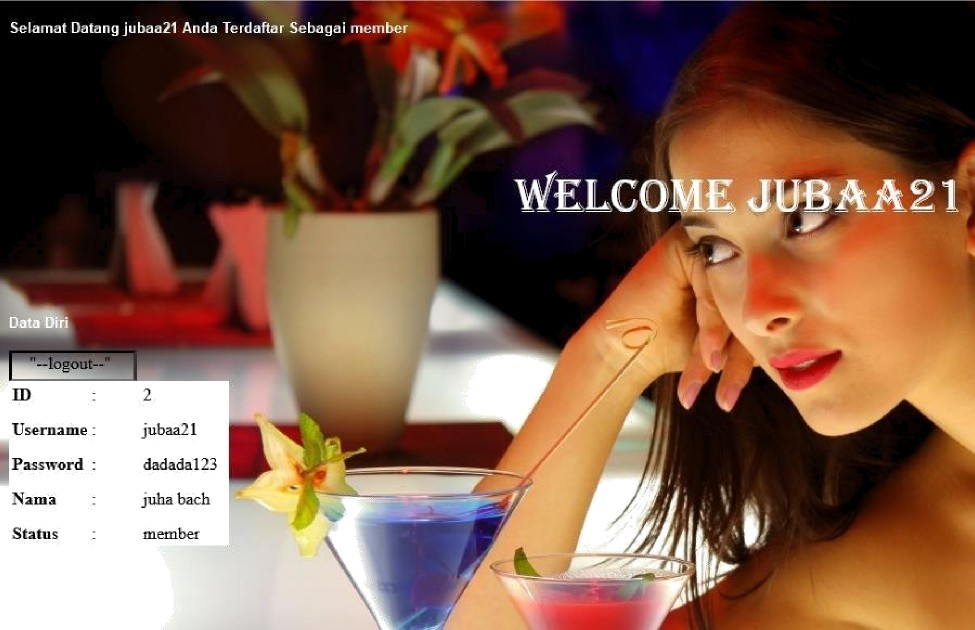 Selamat Datang jubaa21 Anda Terdaftar Sebagai member
WELCOME JUBAA21
Data Diri
"--logout--"
ID : 2
Username : jubaa21
Password : dadada123
Nama : juha bach
Status : member